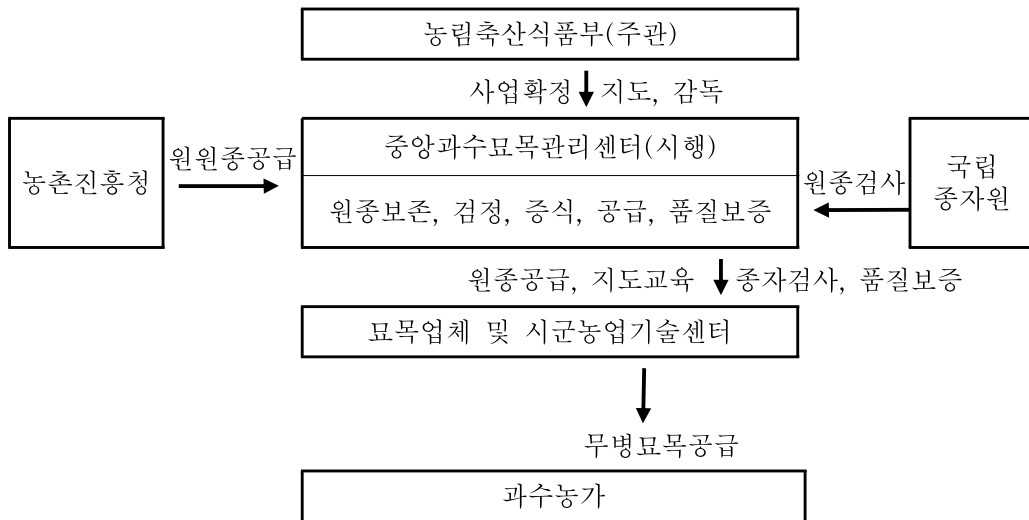 농림축산식품부(주관)
사업확정 지도, 감독
중앙과수묘목관리센터(시행)
원원종공급
농촌진흥청
원종검사
국립
종자원
원종보존, 검정, 증식, 공급, 품질보증
원종공급, 지도교육 종자검사, 품질보증
묘목업체 및 시군농업기술센터
무병묘목공급
과수농가